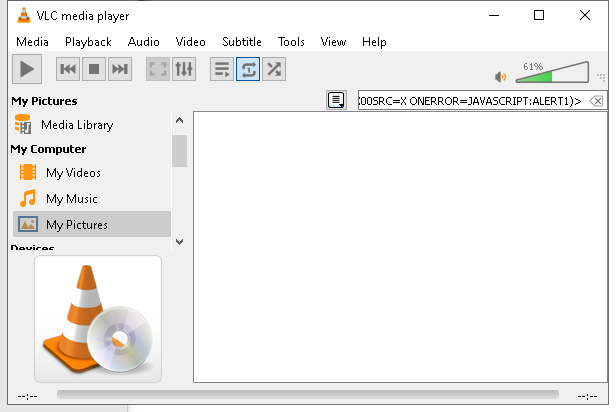 VLC media player
Media Playback Audio Video Subtitle Tools View Help
61%
My Pictures
X00SRC=X ONERROR=JAVASCRIPT:ALERT1)>
Media Library
My Computer
My Videos
My Music
My Pictures
Devices
--:-- --:--